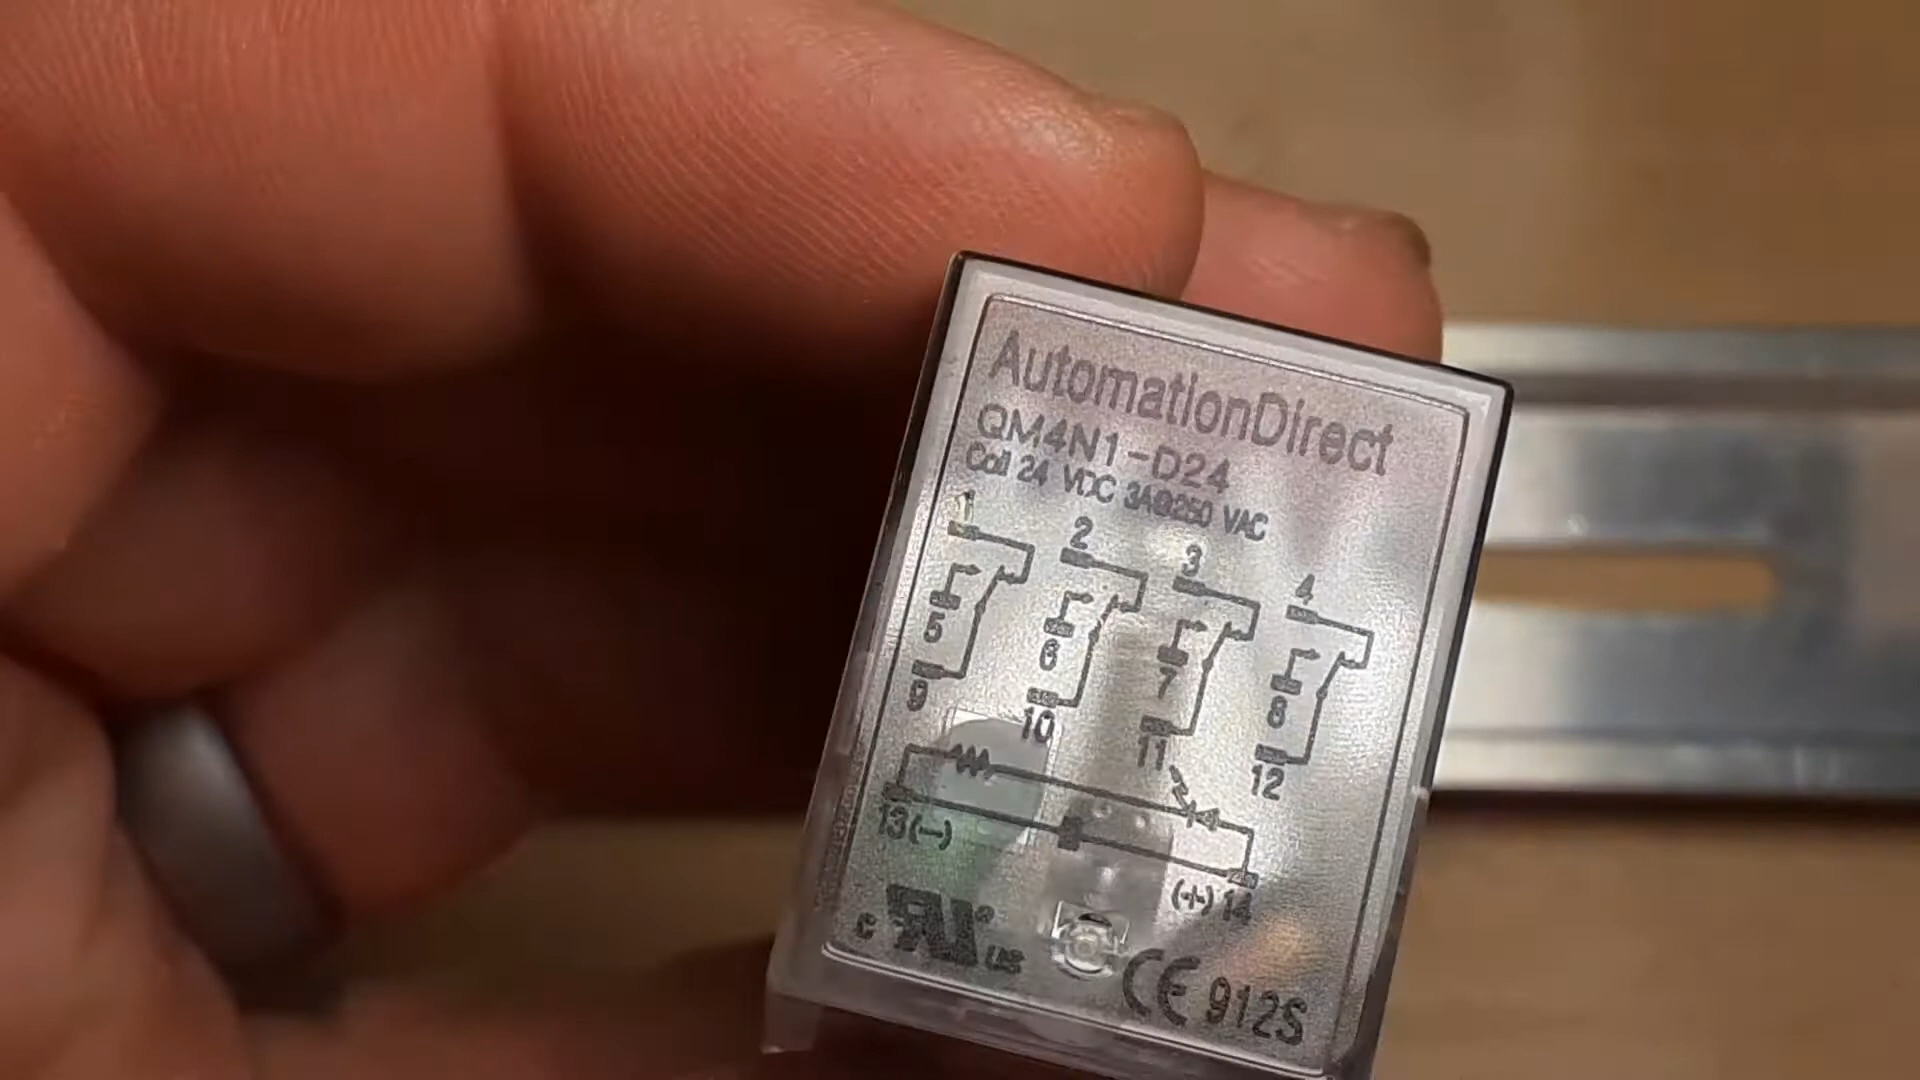 AutomationDirect
QM4N1-D24
Coil 24 VDC 3A@250 VAC
1 2 3 4
5 6 7 8
9 10 11 12
13(-) (+)14
c RU us CE 912S